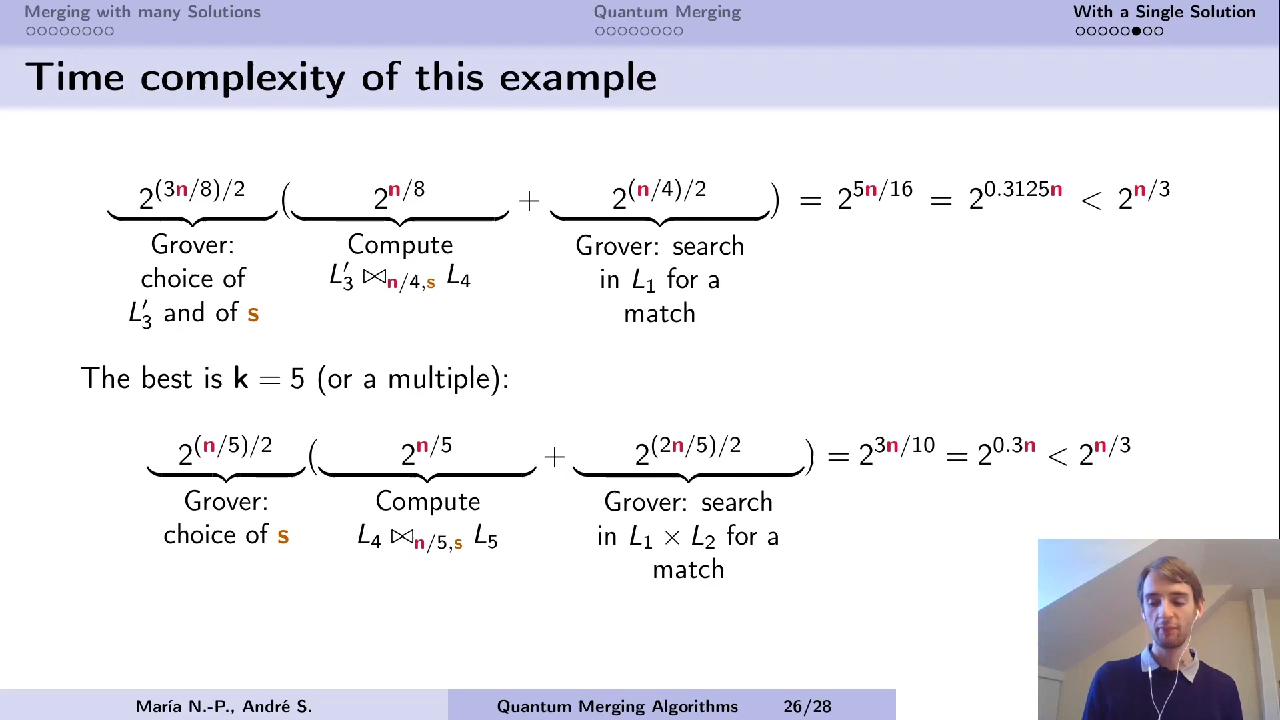 Merging with many Solutions Quantum Merging With a Single Solution
Time complexity of this example
2^{(3n/8)/2} ( 2^{n/8} + 2^{(n/4)/2} ) = 2^{5n/16} = 2^{0.3125n} < 2^{n/3}
Grover: Compute Grover: search
choice of L′₃ ⋈_{n/4,s} L₄ in L₁ for a
L′₃ and of s match
The best is k = 5 (or a multiple):
2^{(n/5)/2} ( 2^{n/5} + 2^{(2n/5)/2} ) = 2^{3n/10} = 2^{0.3n} < 2^{n/3}
Grover: Compute Grover: search
choice of s L₄ ⋈_{n/5,s} L₅ in L₁ × L₂ for a
match
María N.-P., André S. Quantum Merging Algorithms 26/28